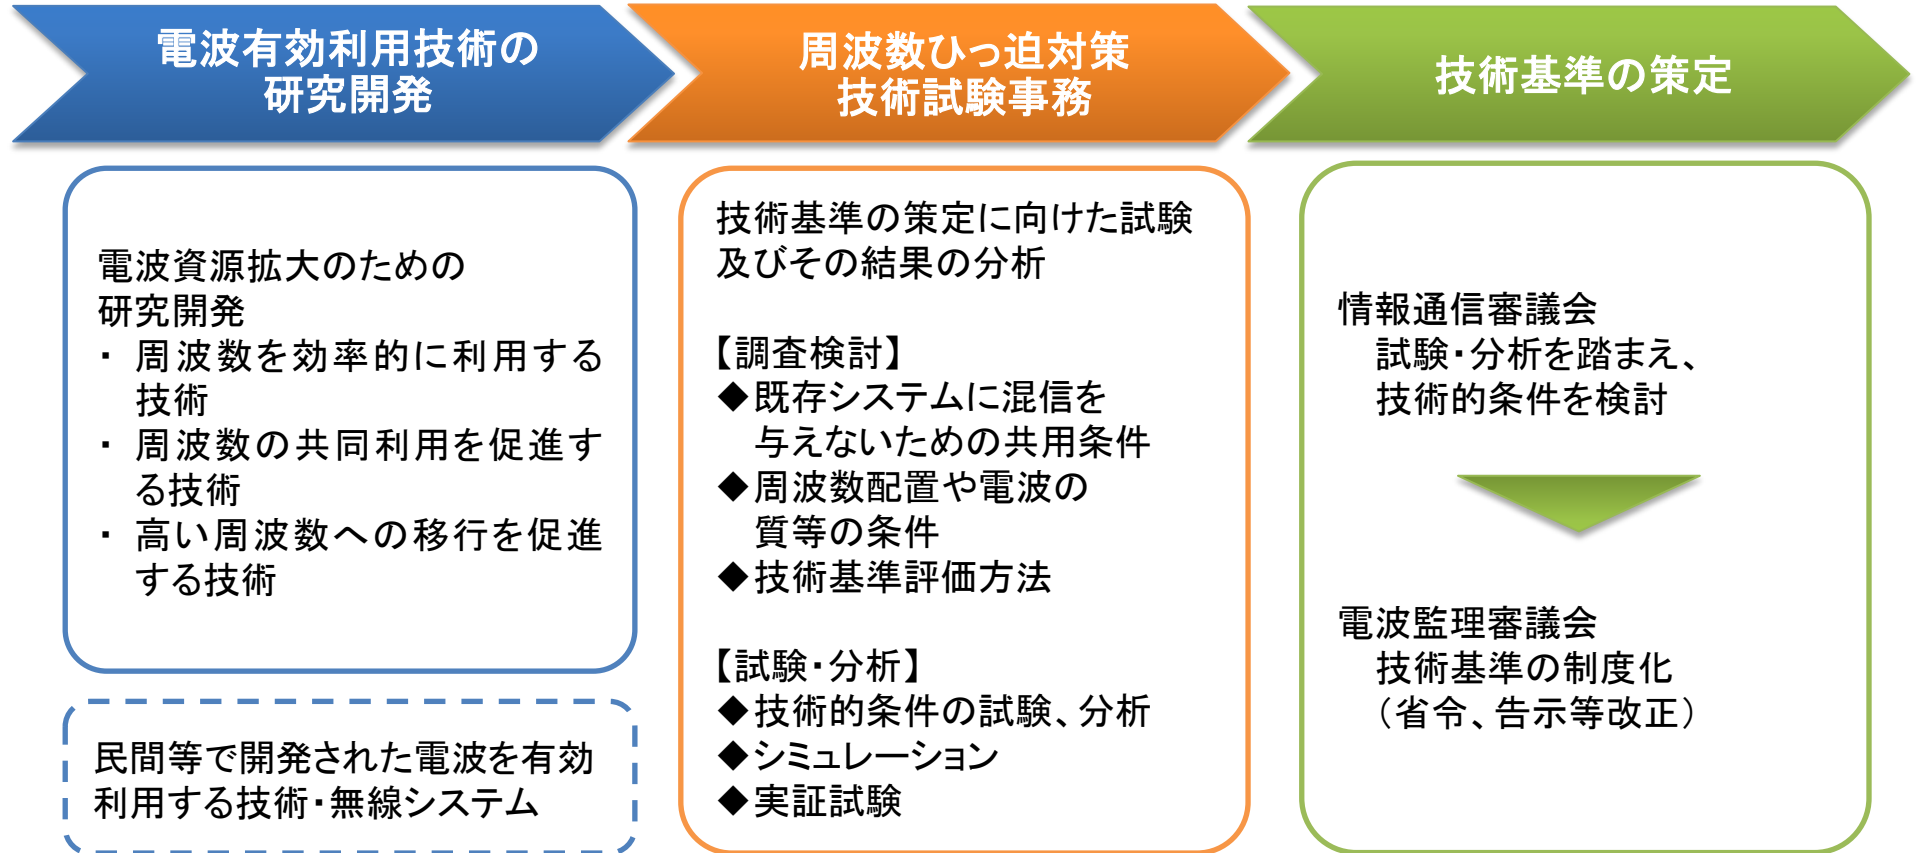 電波有効利用技術の
研究開発
周波数ひっ迫対策
技術試験事務
技術基準の策定
電波資源拡大のための
研究開発
・ 周波数を効率的に利用する
技術
・ 周波数の共同利用を促進す
る技術
・ 高い周波数への移行を促進
する技術
民間等で開発された電波を有効
利用する技術・無線システム
技術基準の策定に向けた試験
及びその結果の分析
【調査検討】
◆既存システムに混信を
与えないための共用条件
◆周波数配置や電波の
質等の条件
◆技術基準評価方法
【試験・分析】
◆技術的条件の試験、分析
◆シミュレーション
◆実証試験
情報通信審議会
試験・分析を踏まえ、
技術的条件を検討
電波監理審議会
技術基準の制度化
（省令、告示等改正）